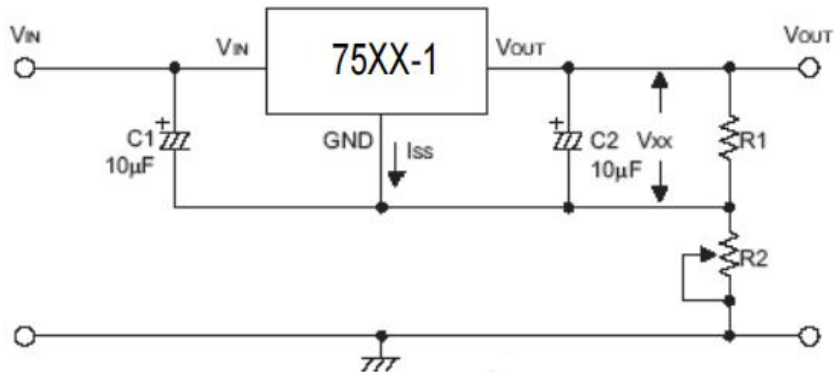 VIN
VIN
75XX-1
VOUT
VOUT
+
C1
10μF
GND
ISS
+
C2
10μF
VXX
R1
R2